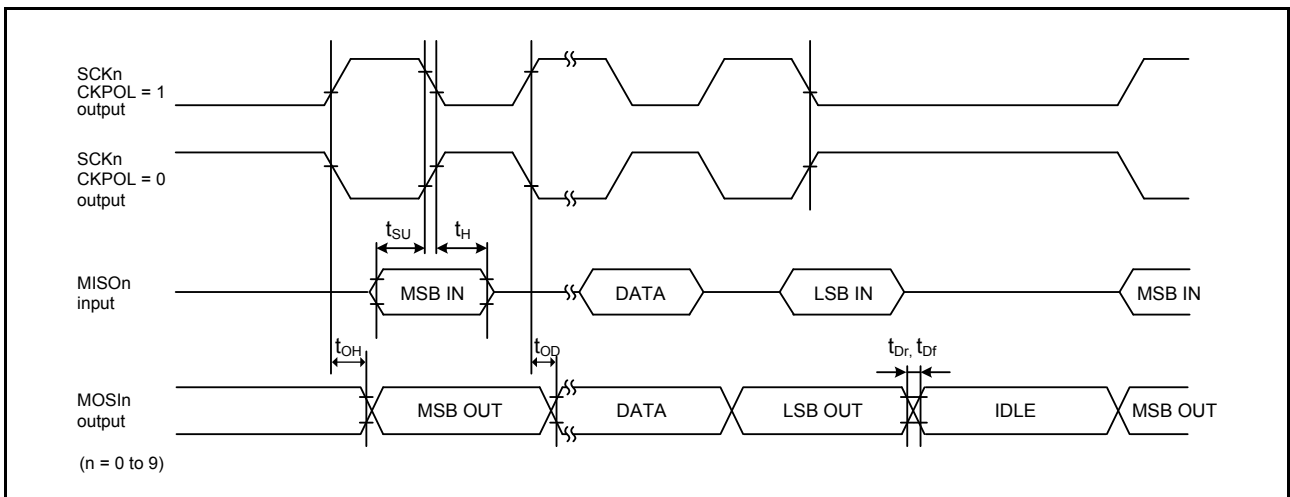 SCKn
CKPOL = 1
output
SCKn
CKPOL = 0
output
tSU
tH
MISOn
input
MSB IN
DATA
LSB IN
MSB IN
tOH
tOD
tDr, tDf
MOSIn
output
MSB OUT
DATA
LSB OUT
IDLE
MSB OUT
(n = 0 to 9)